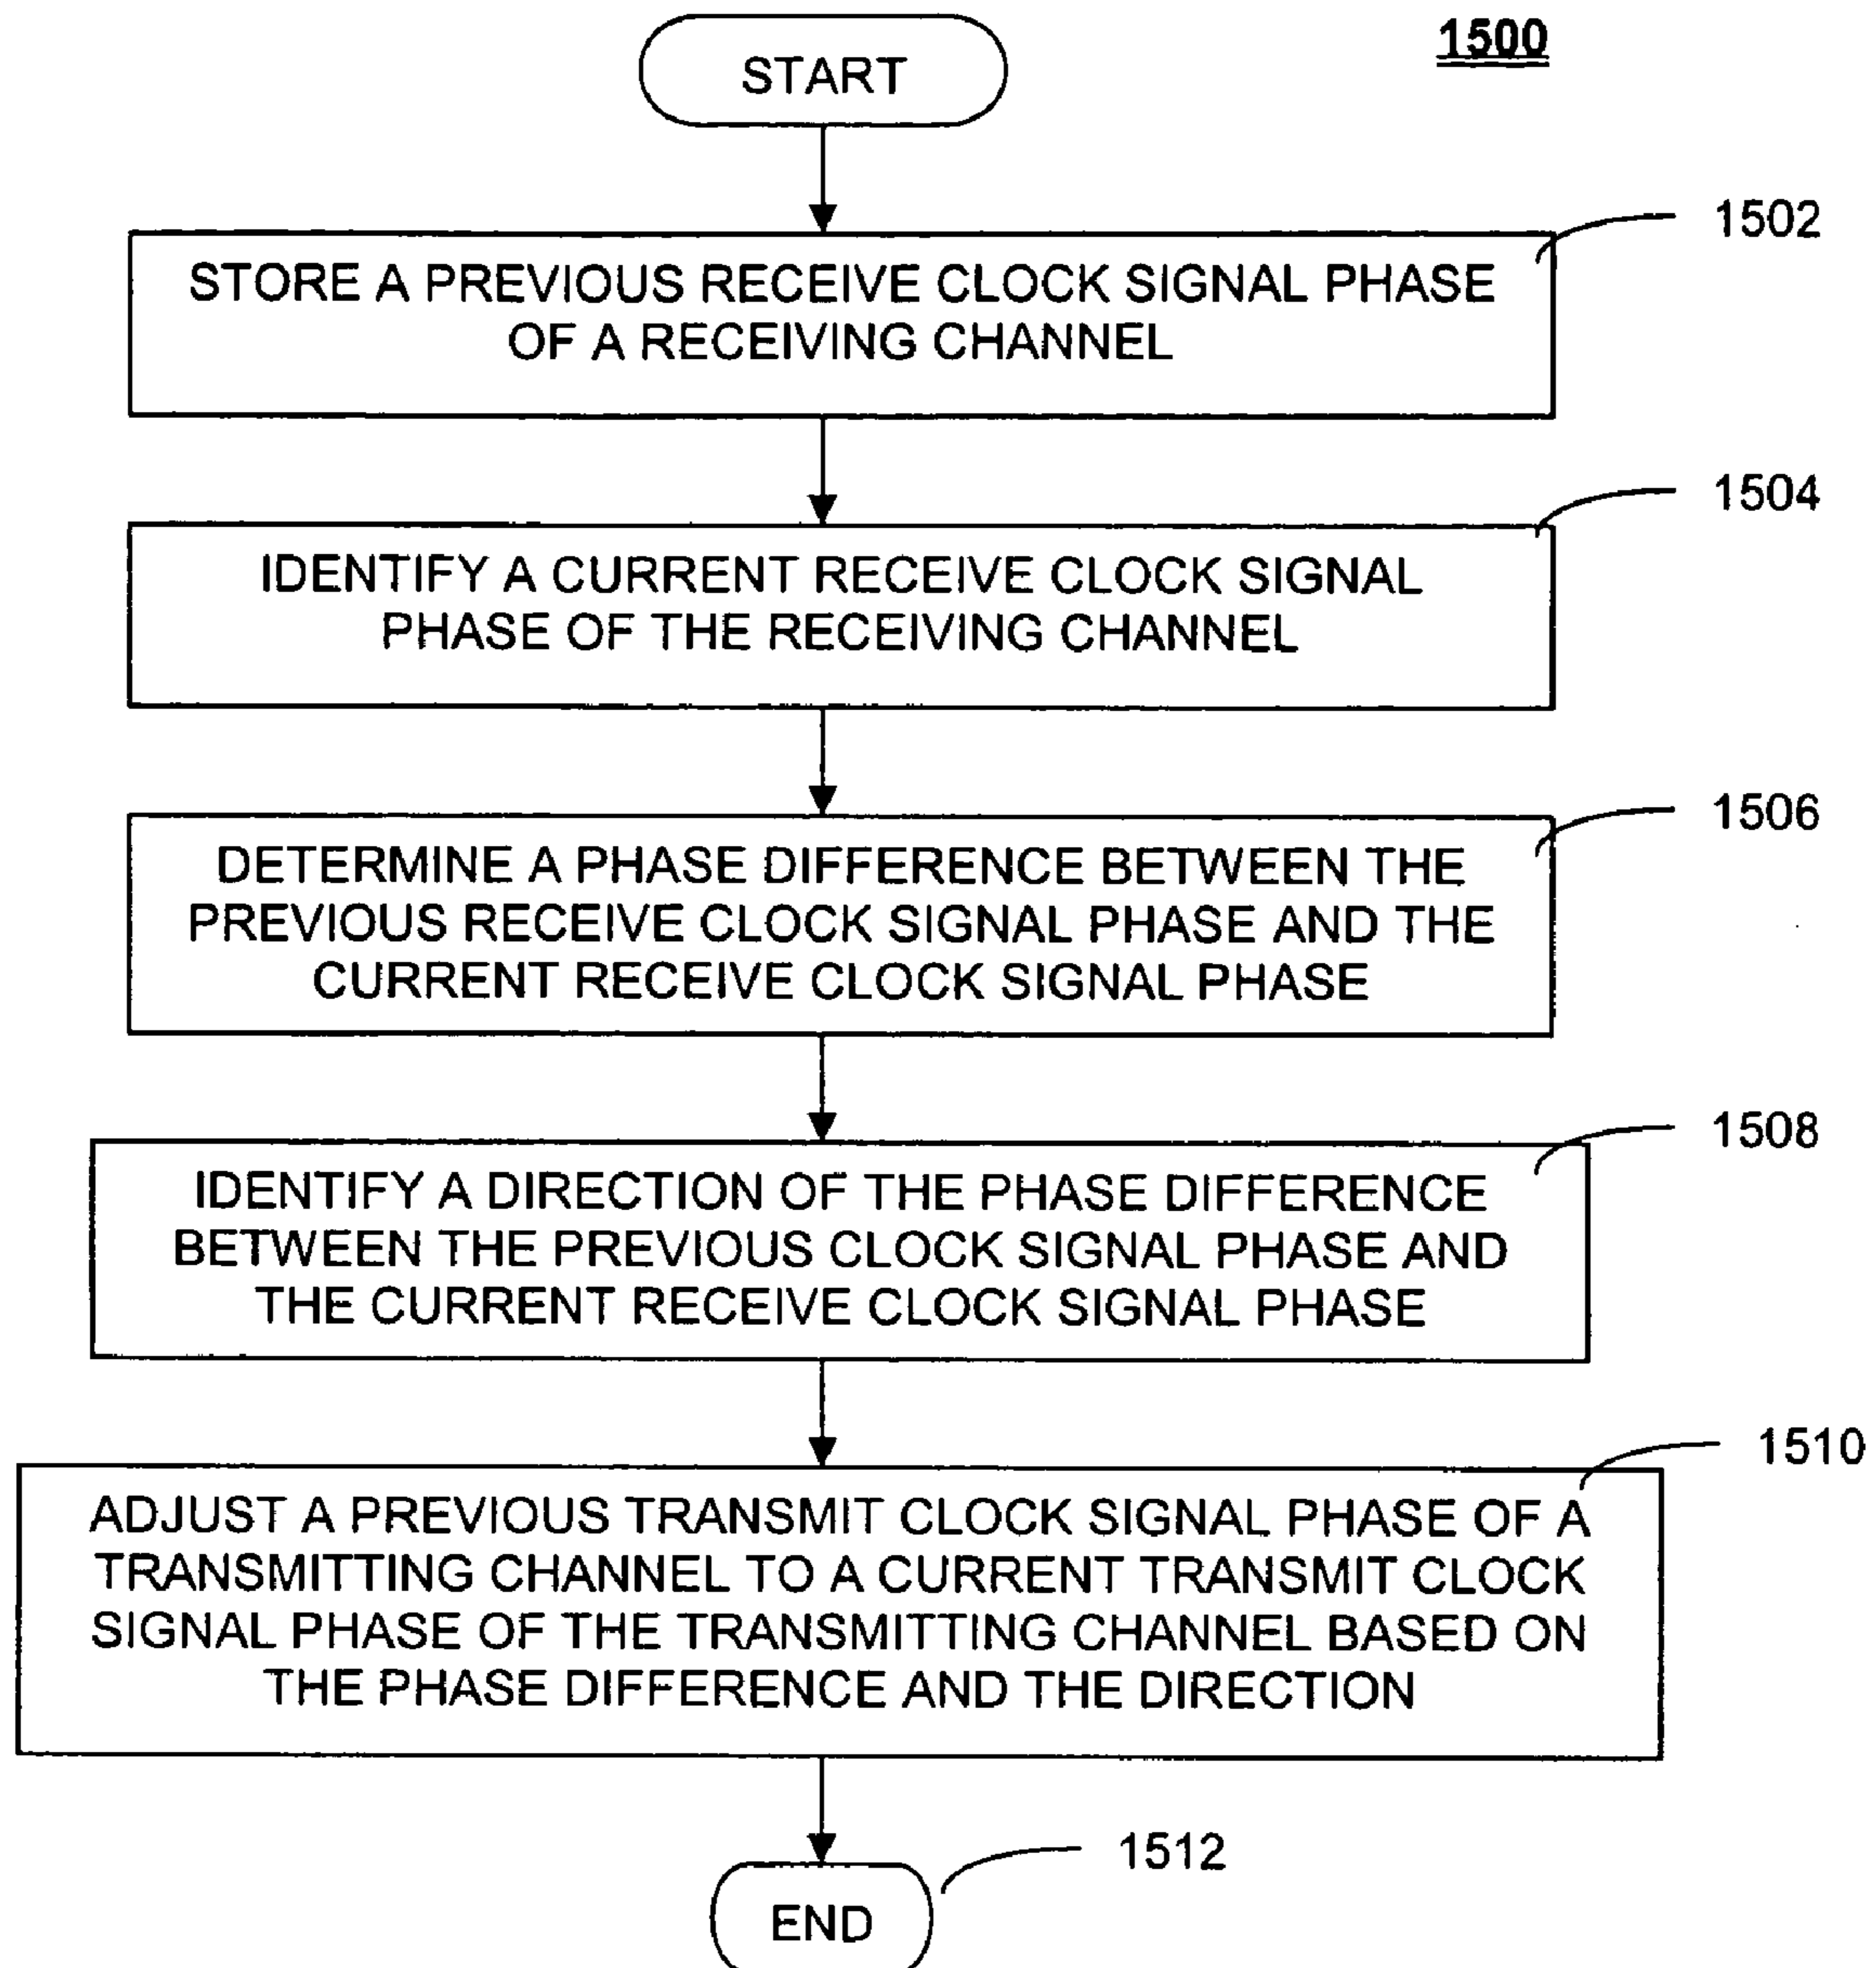 1500
START
1502
STORE A PREVIOUS RECEIVE CLOCK SIGNAL PHASE
OF A RECEIVING CHANNEL
1504
IDENTIFY A CURRENT RECEIVE CLOCK SIGNAL
PHASE OF THE RECEIVING CHANNEL
1506
DETERMINE A PHASE DIFFERENCE BETWEEN THE
PREVIOUS RECEIVE CLOCK SIGNAL PHASE AND THE
CURRENT RECEIVE CLOCK SIGNAL PHASE
1508
IDENTIFY A DIRECTION OF THE PHASE DIFFERENCE
BETWEEN THE PREVIOUS CLOCK SIGNAL PHASE AND
THE CURRENT RECEIVE CLOCK SIGNAL PHASE
1510
ADJUST A PREVIOUS TRANSMIT CLOCK SIGNAL PHASE OF A
TRANSMITTING CHANNEL TO A CURRENT TRANSMIT CLOCK
SIGNAL PHASE OF THE TRANSMITTING CHANNEL BASED ON
THE PHASE DIFFERENCE AND THE DIRECTION
1512
END